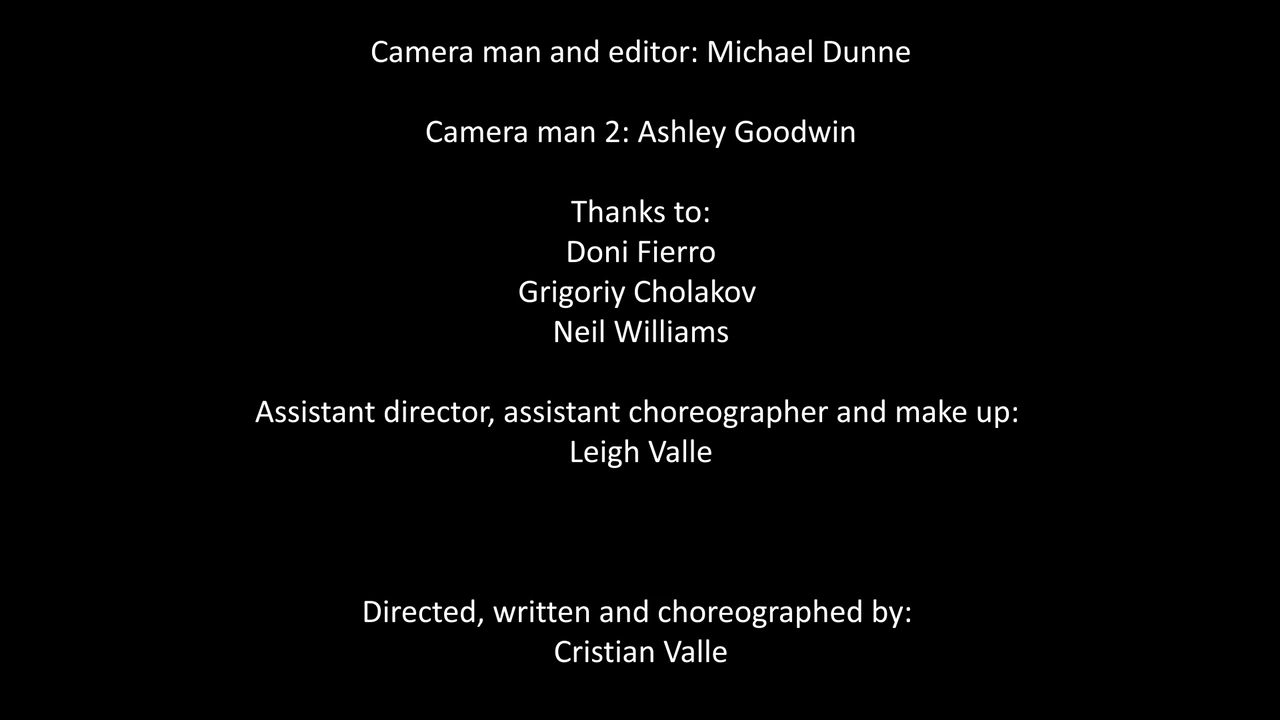 Camera man and editor: Michael Dunne
Camera man 2: Ashley Goodwin
Thanks to:
Doni Fierro
Grigoriy Cholakov
Neil Williams
Assistant director, assistant choreographer and make up:
Leigh Valle
Directed, written and choreographed by:
Cristian Valle